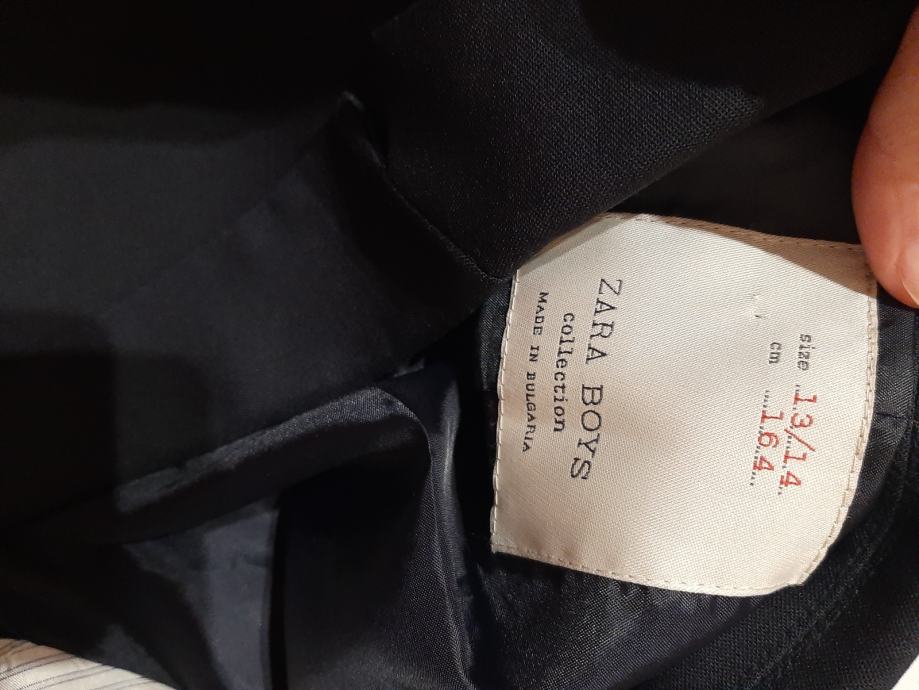 size 13/14
cm 164
ZARA BOYS
collection
MADE IN BULGARIA